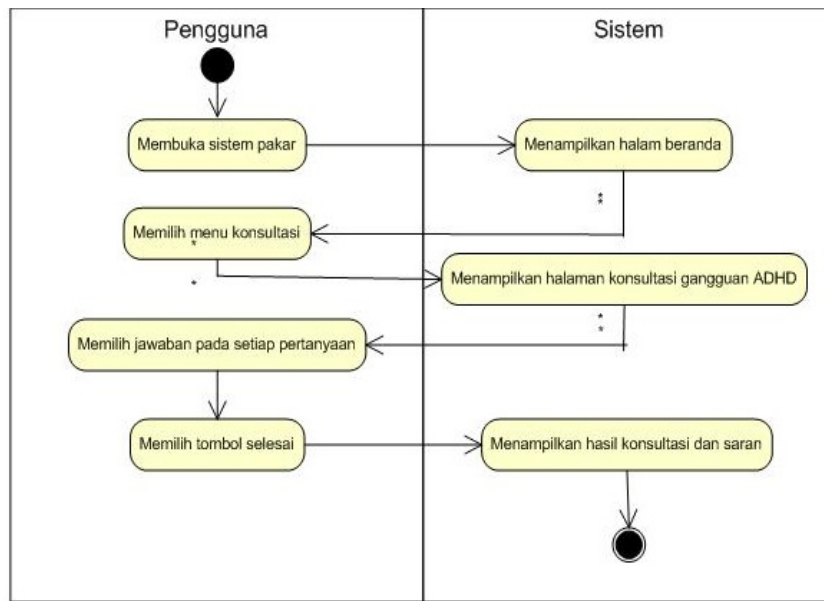 Pengguna
Sistem
Membuka sistem pakar
Menampilkan halam beranda
*
*
Memilih menu konsultasi
*
*
Menampilkan halaman konsultasi gangguan ADHD
*
*
Memilih jawaban pada setiap pertanyaan
Memilih tombol selesai
Menampilkan hasil konsultasi dan saran